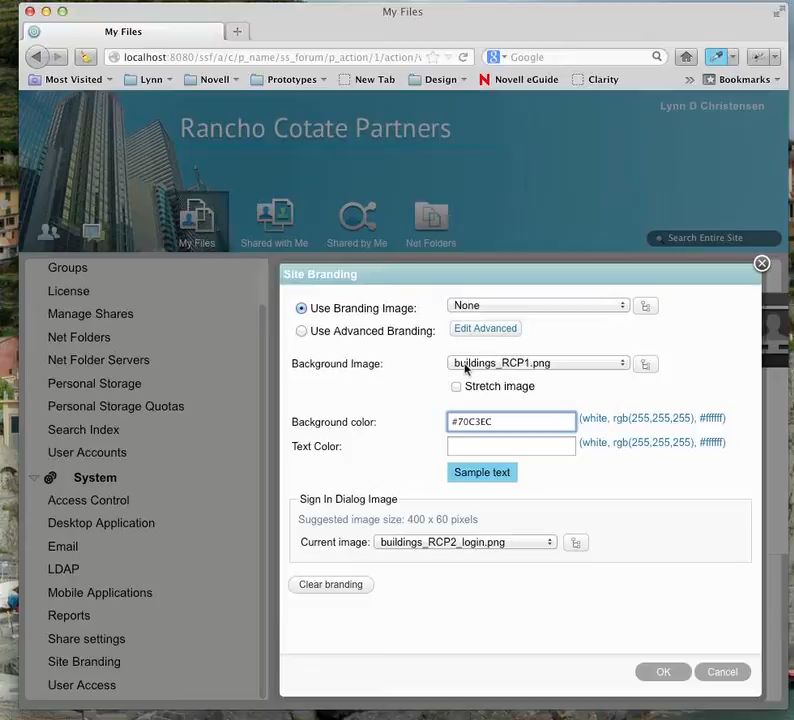 My Files
My Files
localhost:8080/ssf/a/c/p_name/ss_forum/p_action/1/action/v
Google
Most Visited
Lynn
Novell
Prototypes
New Tab
Design
Novell eGuide
Clarity
Bookmarks
Lynn D Christensen
Rancho Cotate Partners
My Files
Shared with Me
Shared by Me
Net Folders
Search Entire Site
Groups
License
Manage Shares
Net Folders
Net Folder Servers
Personal Storage
Personal Storage Quotas
Search Index
User Accounts
System
Access Control
Desktop Application
Email
LDAP
Mobile Applications
Reports
Share settings
Site Branding
User Access
Site Branding
Use Branding Image: None
Use Advanced Branding: Edit Advanced
Background Image: buildings_RCP1.png
Stretch image
Background color: #70C3EC (white, rgb(255,255,255), #ffffff)
Text Color: (white, rgb(255,255,255), #ffffff)
Sample text
Sign In Dialog Image
Suggested image size: 400 x 60 pixels
Current image: buildings_RCP2_login.png
Clear branding
OK
Cancel